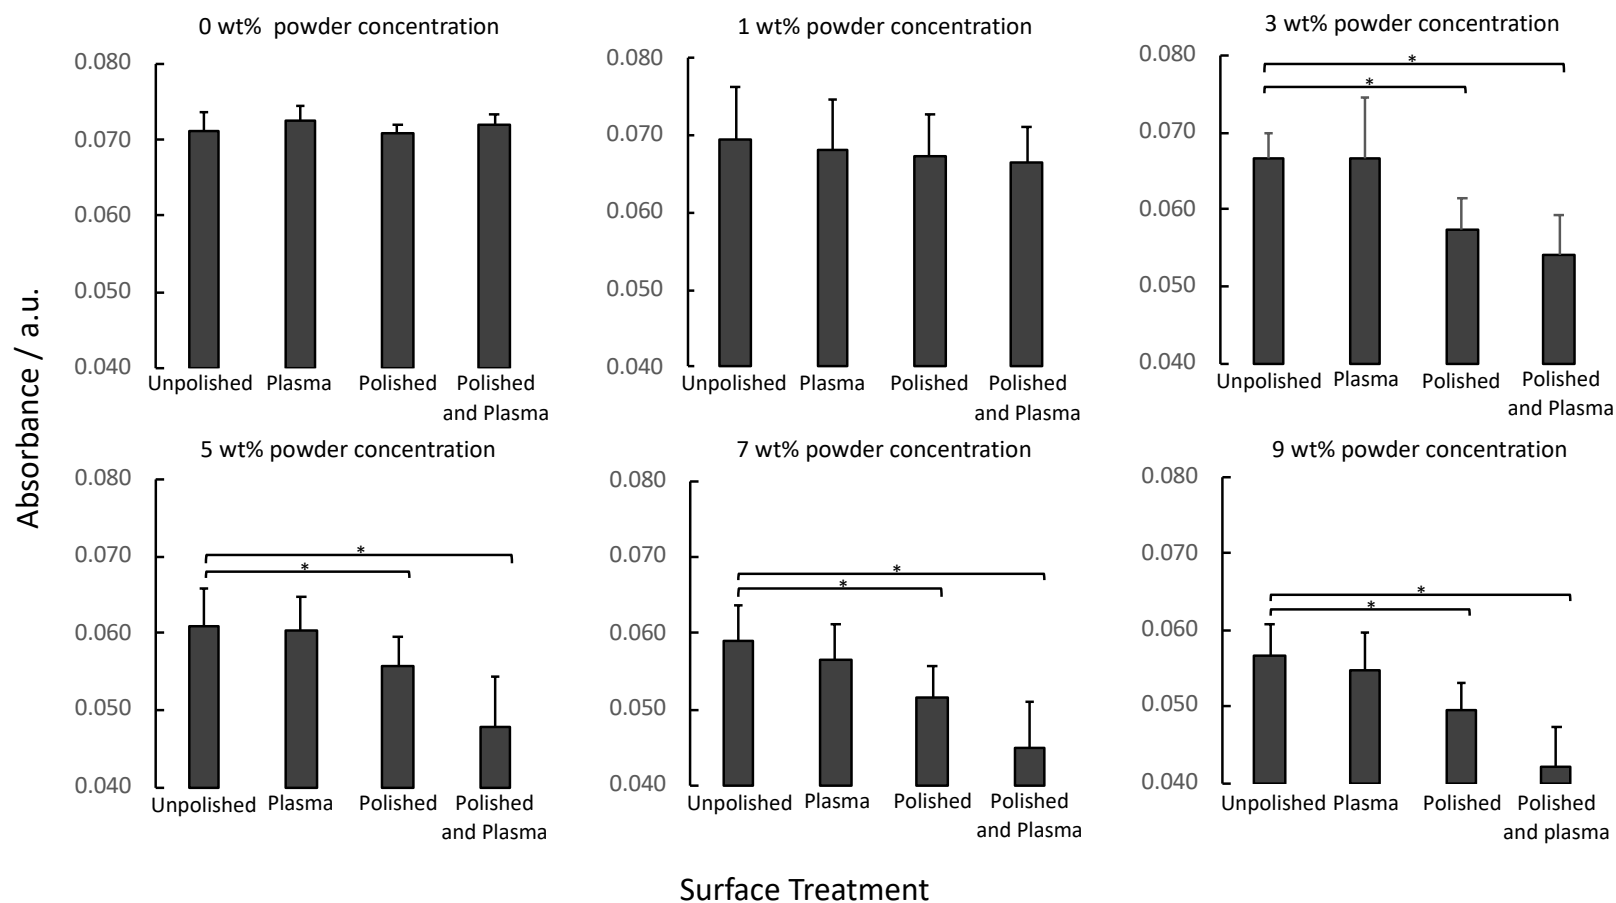 0 wt%  powder concentration
0.080
0.070
0.060
0.050
0.040
Unpolished Plasma Polished Polished
and Plasma
1 wt% powder concentration
0.080
0.070
0.060
0.050
0.040
Unpolished Plasma Polished Polished
and Plasma
3 wt% powder concentration
0.080
0.070
0.060
0.050
0.040
*
*
Unpolished Plasma Polished Polished
and Plasma
Absorbance / a.u.
5 wt% powder concentration
0.080
0.070
0.060
0.050
0.040
*
*
Unpolished Plasma Polished Polished
and Plasma
7 wt% powder concentration
0.080
0.070
0.060
0.050
0.040
*
*
Unpolished Plasma Polished Polished
and Plasma
9 wt% powder concentration
0.080
0.070
0.060
0.050
0.040
*
*
Unpolished Plasma Polished Polished
and plasma
Surface Treatment